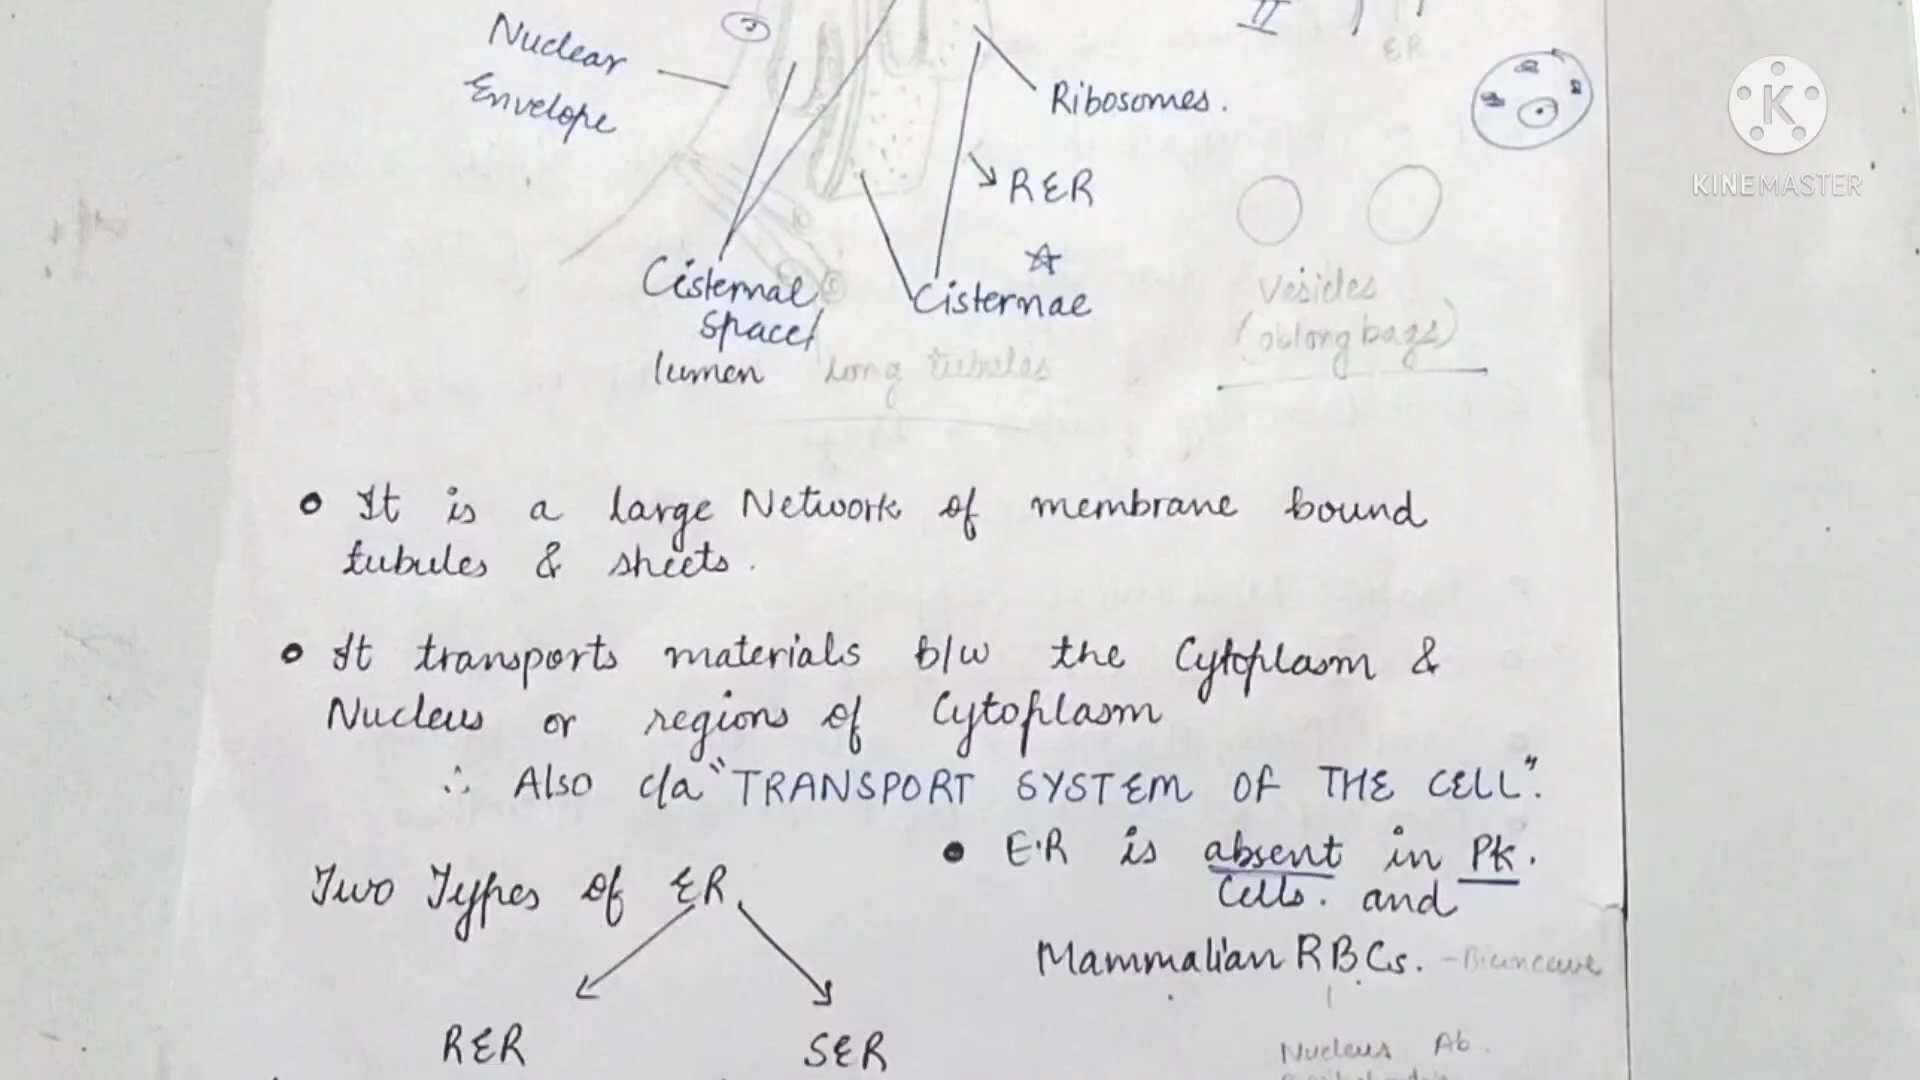 II
ER
Nuclear
Envelope
Ribosomes.
KINEMASTER
RER
Cisternal
space/
lumen
Cisternae
long tubules
Vesicles
(oblong bags)
• It is a large Network of membrane bound
tubules & sheets.
• It transports materials b/w the Cytoplasm &
Nucleus or regions of Cytoplasm
∴ Also c/a "TRANSPORT SYSTEM OF THE CELL".
• E.R is absent in Pk.
Cells. and
Mammalian RBCs. - Biconcave
Two Types of ER.
RER
SER
Nucleus Ab.